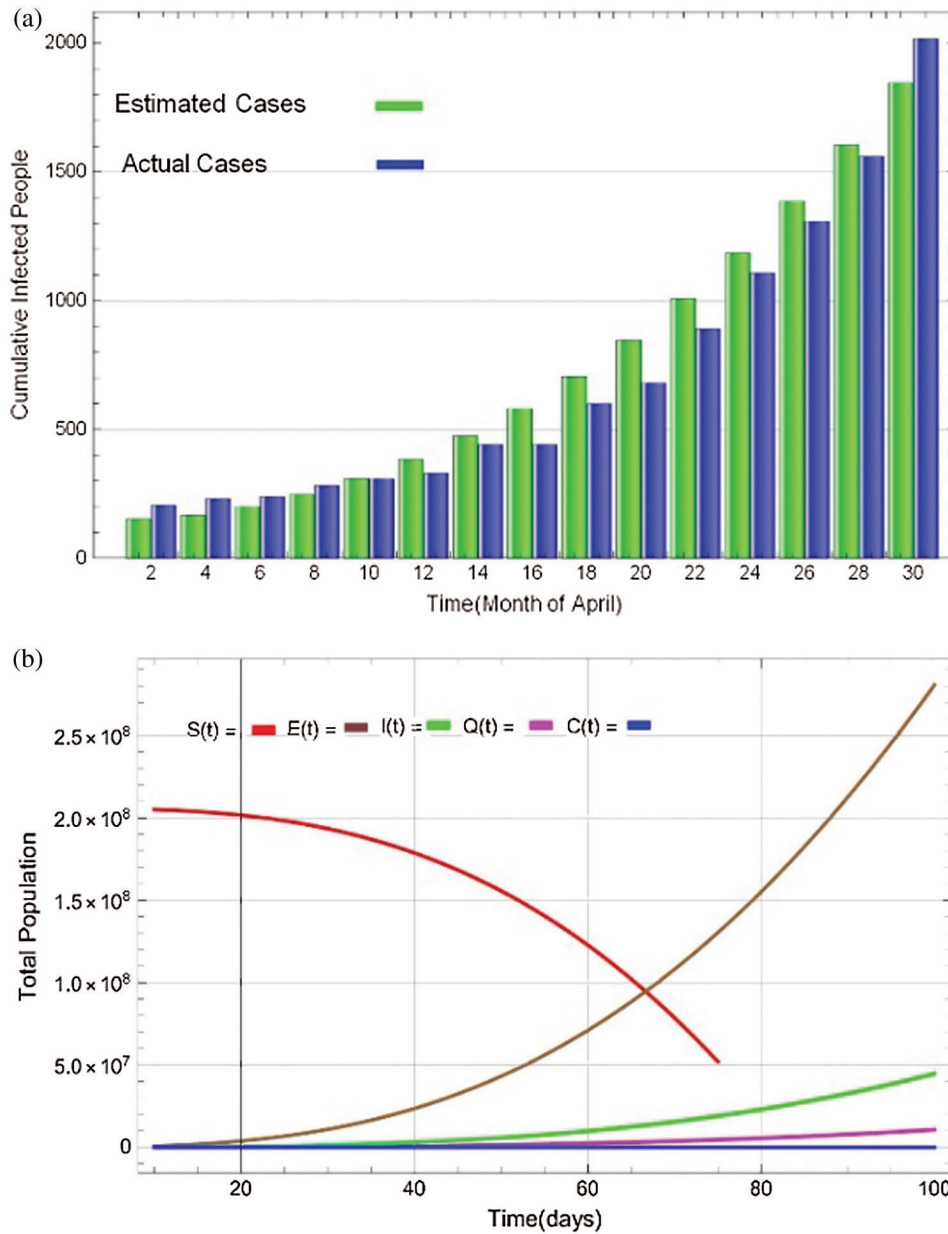 (a)
2000
Estimated Cases
Actual Cases
1500
1000
500
0
Cumulative Infected People
2 4 6 8 10 12 14 16 18 20 22 24 26 28 30
Time(Month of April)
(b)
S(t) = E(t) = I(t) = Q(t) = C(t) =
2.5 × 10⁸
2.0 × 10⁸
1.5 × 10⁸
1.0 × 10⁸
5.0 × 10⁷
0
Total Population
20 40 60 80 100
Time(days)